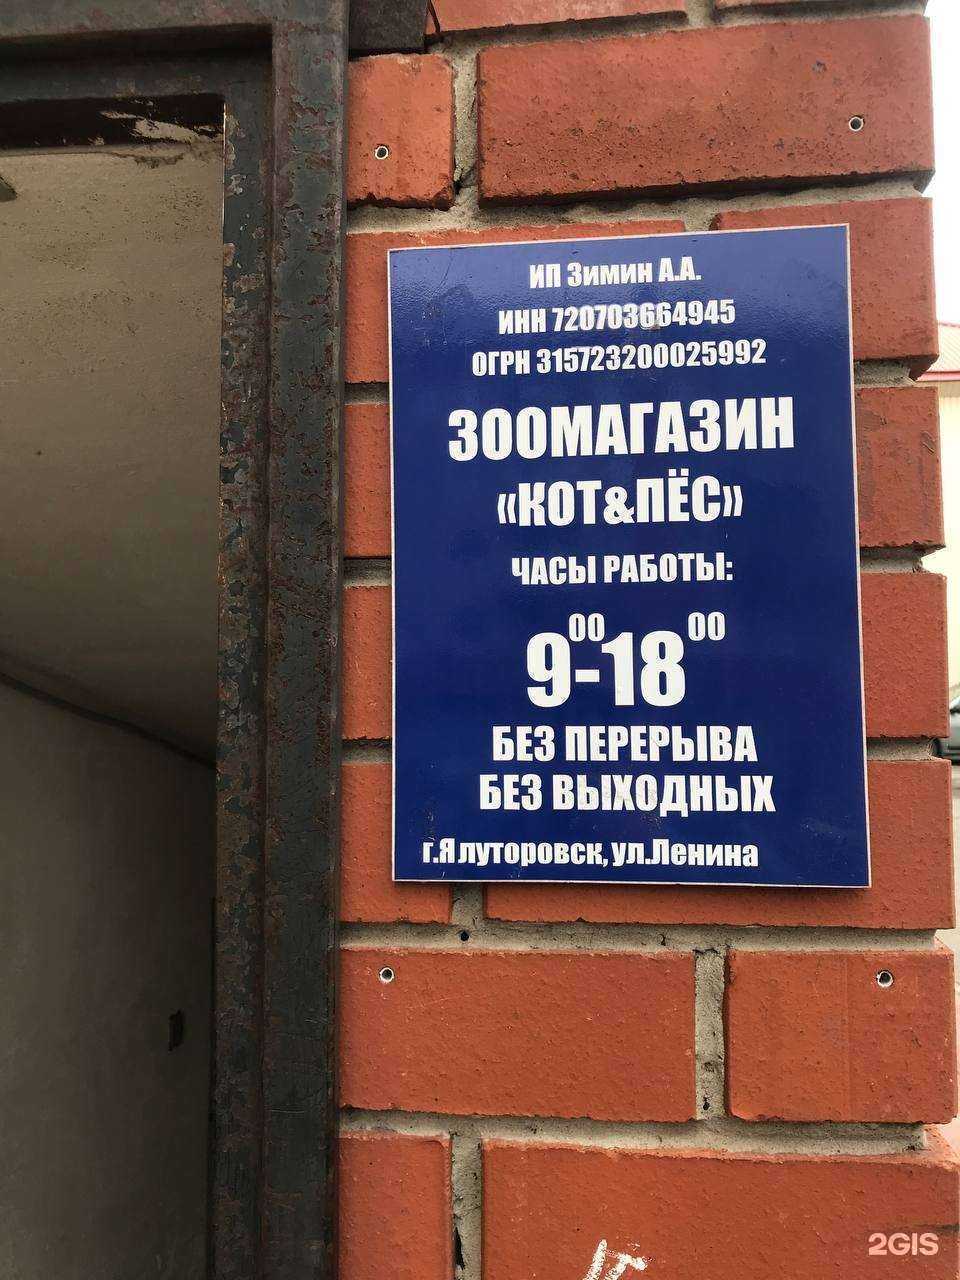 ИП Зимин А.А.
ИНН 720703664945
ОГРН 315723200025992
ЗООМАГАЗИН
«КОТ&ПЁС»
ЧАСЫ РАБОТЫ:
9⁰⁰-18⁰⁰
БЕЗ ПЕРЕРЫВА
БЕЗ ВЫХОДНЫХ
г.Ялуторовск, ул.Ленина
2GIS